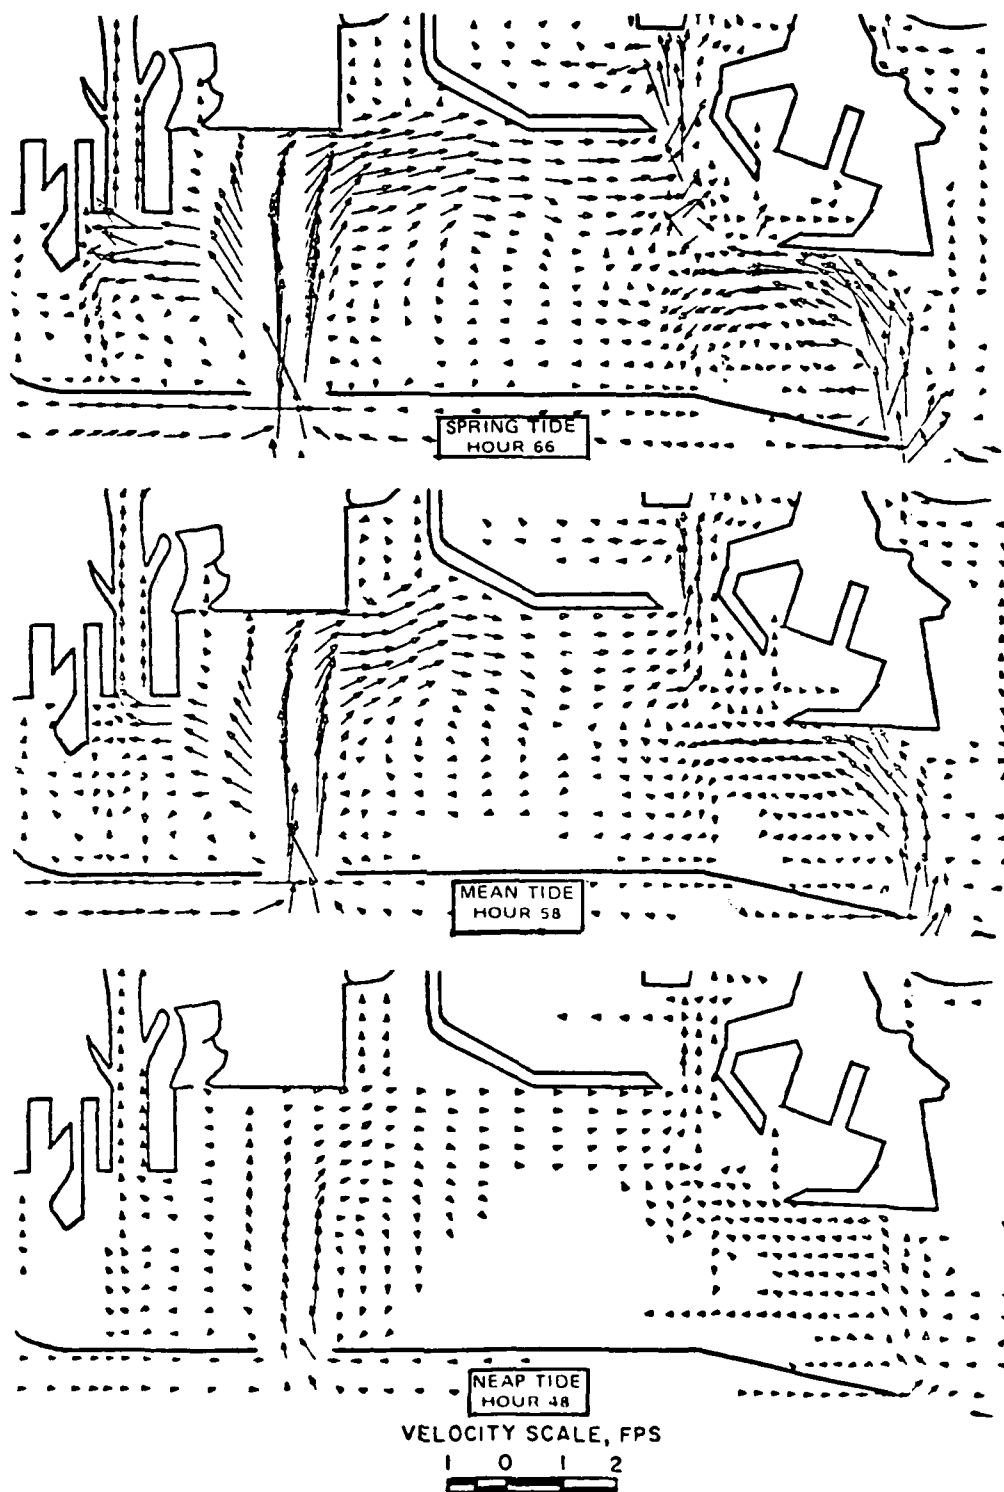 SPRING TIDE
HOUR 66
MEAN TIDE
HOUR 58
NEAP TIDE
HOUR 48
VELOCITY SCALE, FPS
1 0 1 2